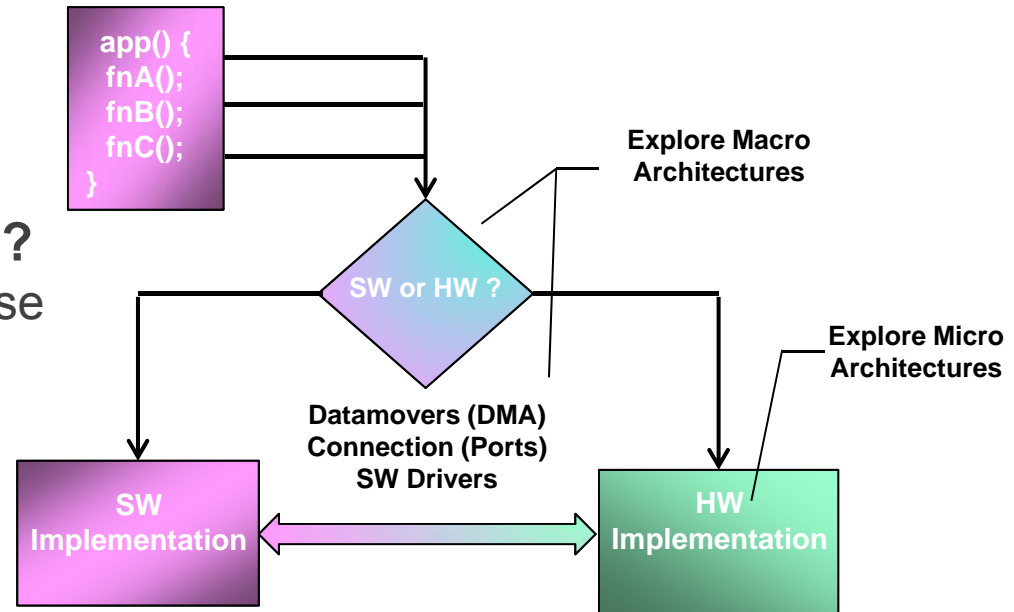 app() {
fnA();
fnB();
fnC();
}
Explore Macro
Architectures
?
se
SW or HW ?
Explore Micro
Architectures
Datamovers (DMA)
Connection (Ports)
SW Drivers
SW
Implementation
HW
Implementation